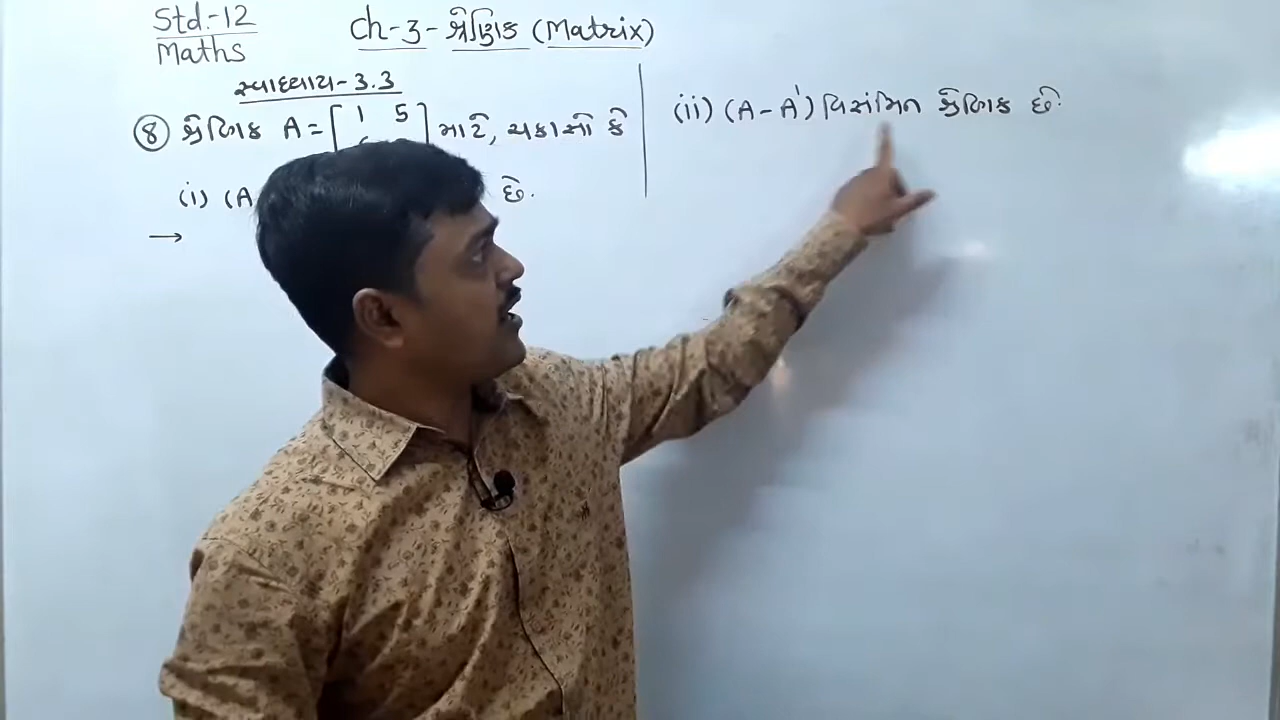 Std.-12
Maths
Ch-3 - શ્રેણિક (Matrix)
સ્વાધ્યાય-3.3
⑧ શ્રેણિક A = [ 1 5 ] માટે, ચકાસો કે
(i) (A છે.
→
(ii) (A - A') વિસંમિત શ્રેણિક છે.